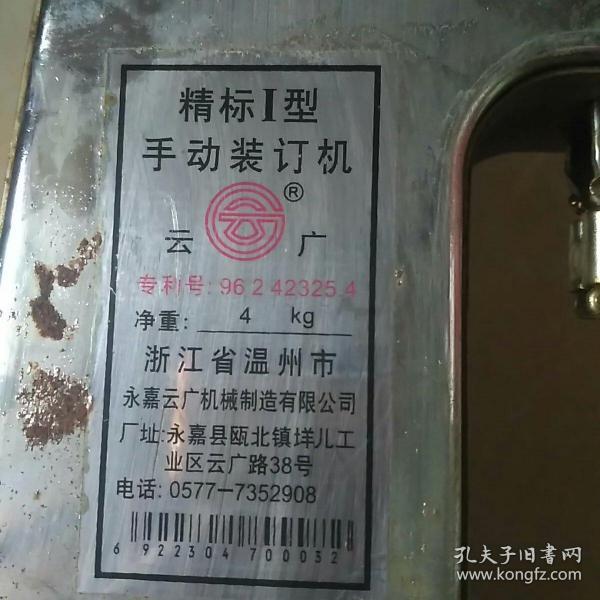 精标I型
手动装订机
云 ® 广
专利号: 96 2 42325.4
净重: 4 kg
浙江省温州市
永嘉云广机械制造有限公司
厂址:永嘉县瓯北镇垟儿工
业区云广路38号
电话: 0577-7352908
6 922304 700032
孔夫子旧书网
www.kongfz.com